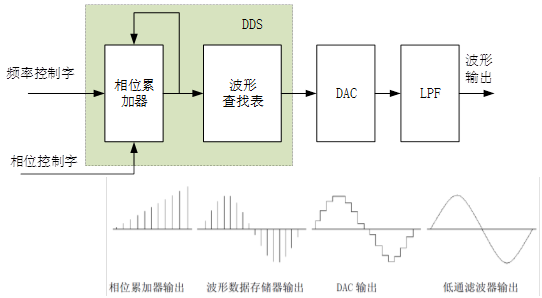 DDS
频率控制字
相位累
加器
波形
查找表
DAC
LPF
波形
输出
相位控制字
相位累加器输出
波形数据存储器输出
DAC 输出
低通滤波器输出